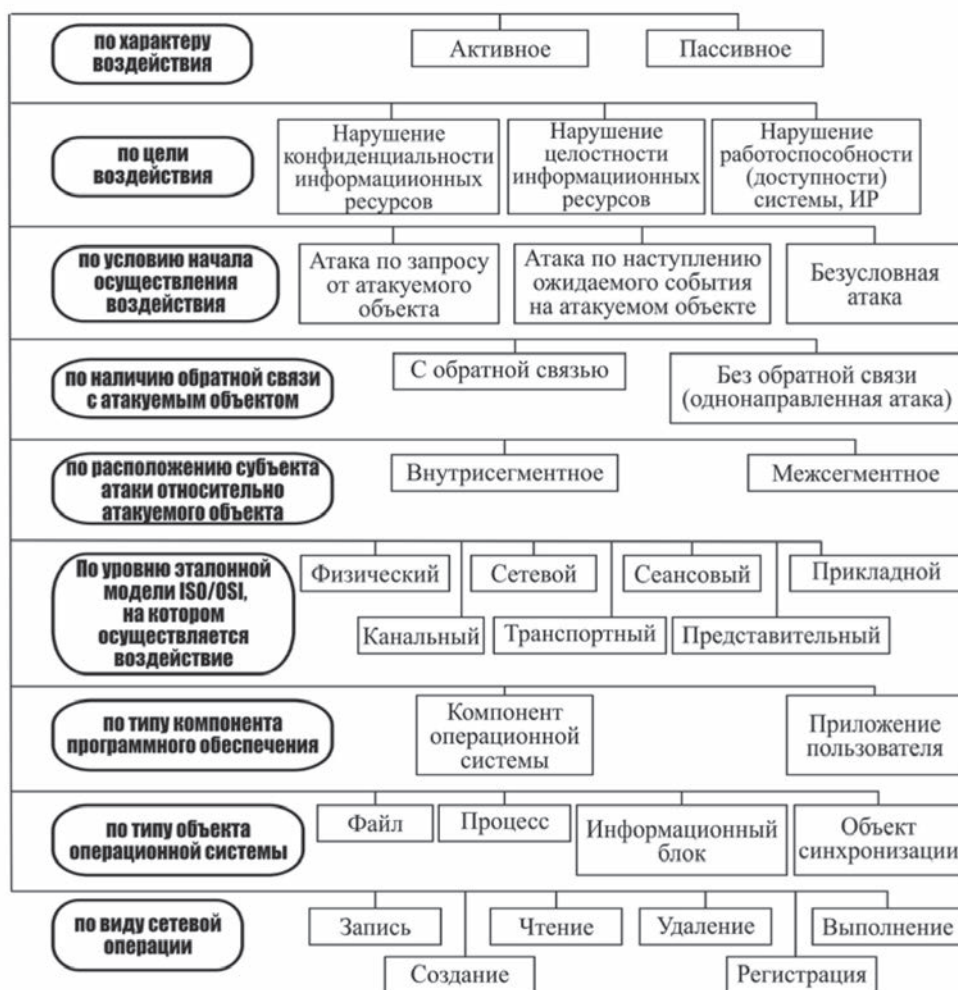 по характеру
воздействия
Активное
Пассивное
по цели
воздействия
Нарушение
конфиденциальности
информациионных
ресурсов
Нарушение
целостности
информациионных
ресурсов
Нарушение
работоспособности
(доступности)
системы, ИР
по условию начала
осуществления
воздействия
Атака по запросу
от атакуемого
объекта
Атака по наступлению
ожидаемого события
на атакуемом объекте
Безусловная
атака
по наличию обратной связи
с атакуемым объектом
С обратной связью
Без обратной связи
(однонаправленная атака)
по расположению субъекта
атаки относительно
атакуемого объекта
Внутрисегментное
Межсегментное
По уровню эталонной
модели ISO/OSI,
на котором
осуществляется
воздействие
Физический
Сетевой
Сеансовый
Прикладной
Канальный
Транспортный
Представительный
по типу компонента
программного обеспечения
Компонент
операционной
системы
Приложение
пользователя
по типу объекта
операционной системы
Файл
Процесс
Информационный
блок
Объект
синхронизации
по виду сетевой
операции
Запись
Чтение
Удаление
Выполнение
Создание
Регистрация